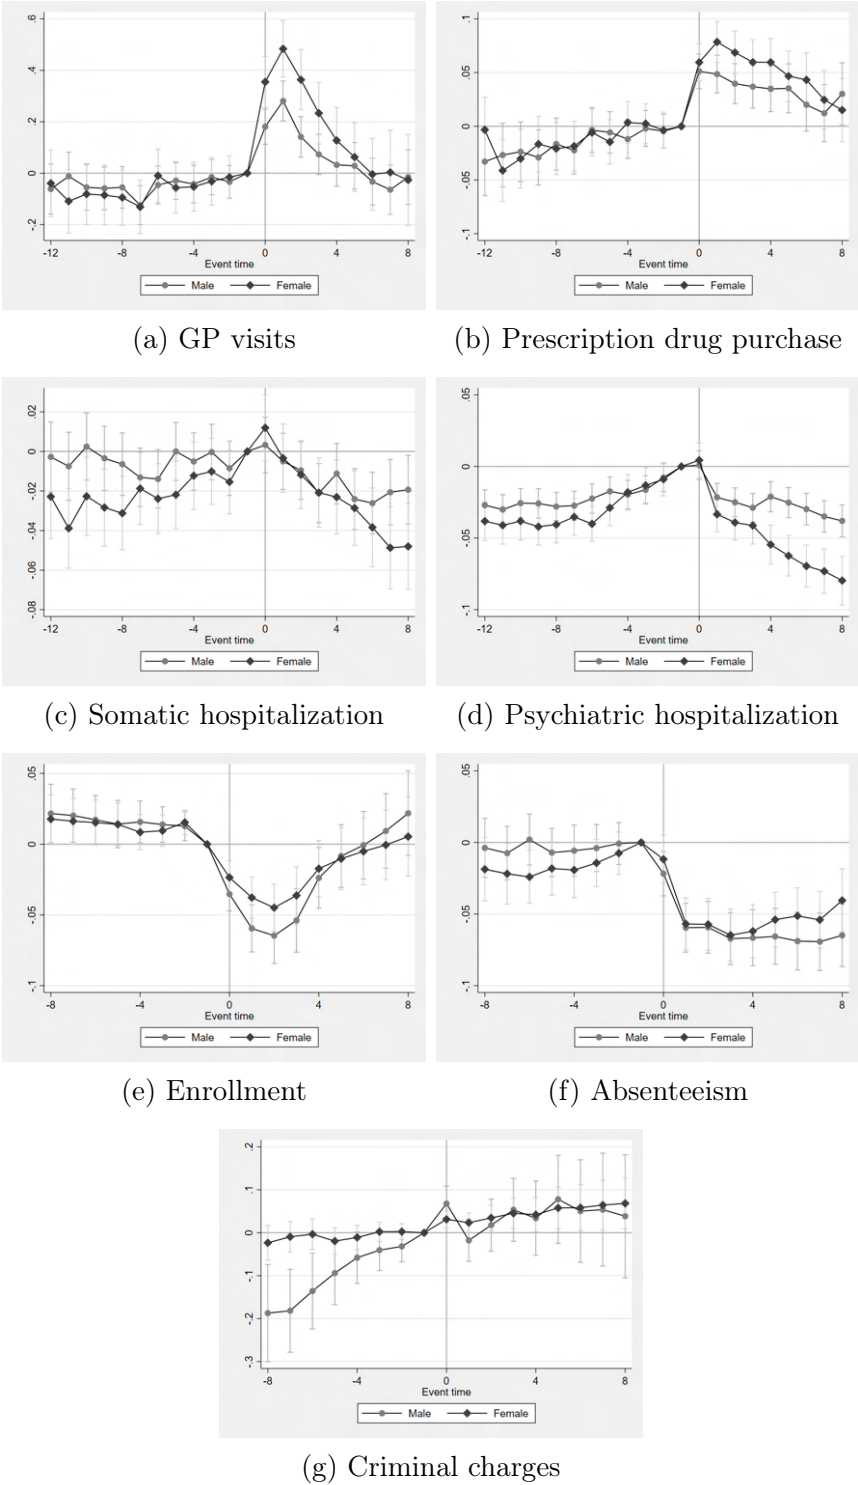 .6
.4
.2
0
-.2
-12 -8 -4 0 4 8
Event time
Male Female
(a) GP visits
.1
.05
0
-.05
-.1
-12 -8 -4 0 4 8
Event time
Male Female
(b) Prescription drug purchase
.02
0
-.02
-.04
-.06
-.08
-12 -8 -4 0 4 8
Event time
Male Female
(c) Somatic hospitalization
.05
0
-.05
-.1
-12 -8 -4 0 4 8
Event time
Male Female
(d) Psychiatric hospitalization
.05
0
-.05
-.1
-8 -4 0 4 8
Event time
Male Female
(e) Enrollment
.05
0
-.05
-.1
-8 -4 0 4 8
Event time
Male Female
(f) Absenteeism
.2
.1
0
-.1
-.2
-.3
-8 -4 0 4 8
Event time
Male Female
(g) Criminal charges